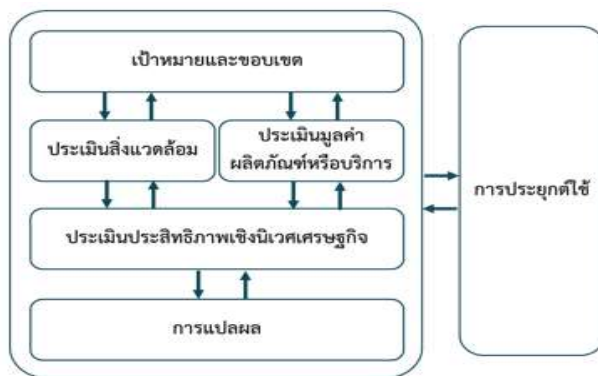 เป้าหมายและขอบเขต
ประเมินสิ่งแวดล้อม
ประเมินมูลค่า
ผลิตภัณฑ์หรือบริการ
ประเมินประสิทธิภาพเชิงนิเวศเศรษฐกิจ
การแปลผล
การประยุกต์ใช้